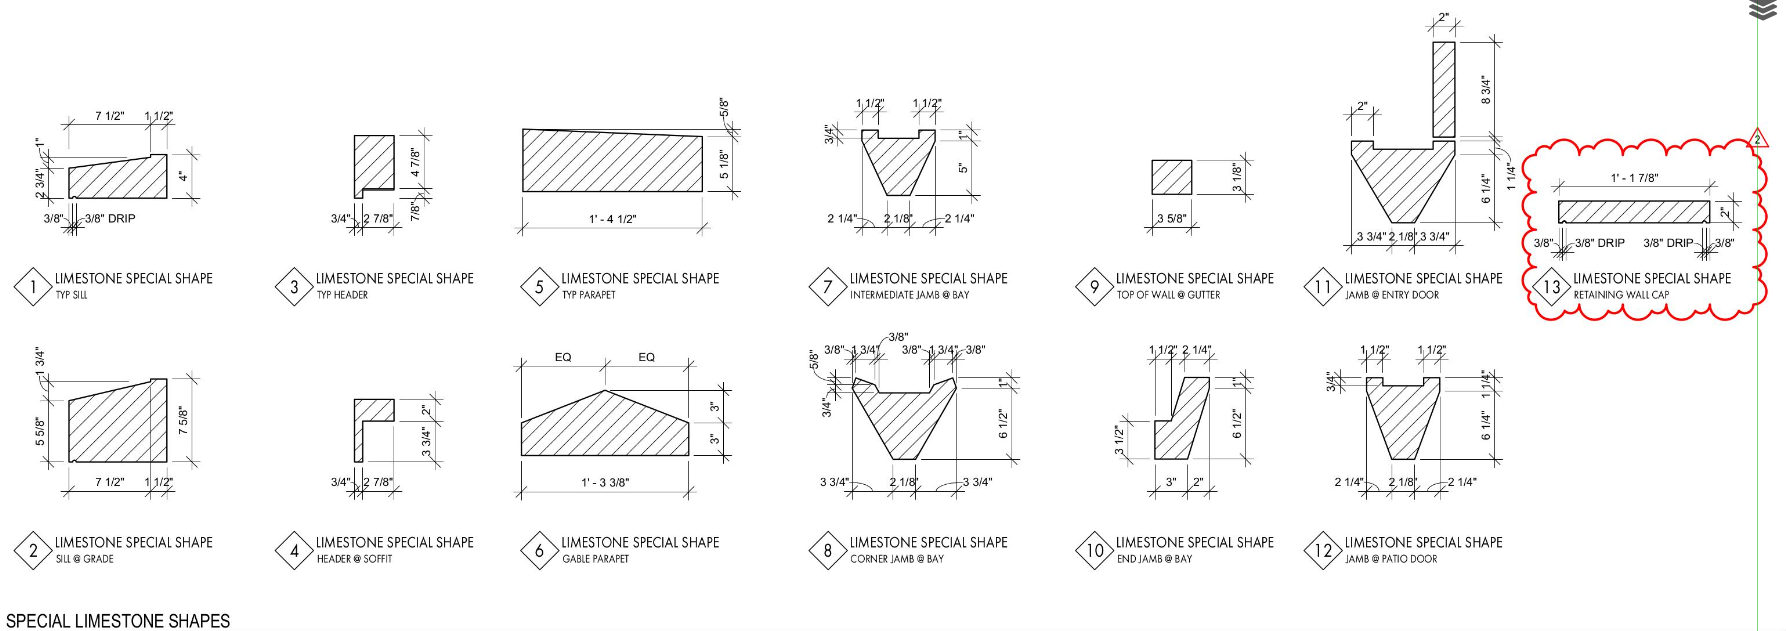 7 1/2" 1 1/2"
1"
2 3/4"
4"
3/8" 3/8" DRIP
1 LIMESTONE SPECIAL SHAPE
TYP SILL
4 7/8"
7/8"
3/4" 2 7/8"
3 LIMESTONE SPECIAL SHAPE
TYP HEADER
5/8"
5 1/8"
1' - 4 1/2"
5 LIMESTONE SPECIAL SHAPE
TYP PARAPET
1 1/2" 1 1/2"
3/4"
1"
5"
2 1/4" 2 1/8" 2 1/4"
7 LIMESTONE SPECIAL SHAPE
INTERMEDIATE JAMB @ BAY
3 1/8"
3 5/8"
9 LIMESTONE SPECIAL SHAPE
TOP OF WALL @ GUTTER
2"
8 3/4"
2"
1 1/4"
6 1/4"
3 3/4" 2 1/8" 3 3/4"
11 LIMESTONE SPECIAL SHAPE
JAMB @ ENTRY DOOR
2
1' - 1 7/8"
2"
3/8" 3/8" DRIP 3/8" DRIP 3/8"
13 LIMESTONE SPECIAL SHAPE
RETAINING WALL CAP
1 3/4"
5 5/8"
7 5/8"
7 1/2" 1 1/2"
2 LIMESTONE SPECIAL SHAPE
SILL @ GRADE
2"
3 3/4"
3/4" 2 7/8"
4 LIMESTONE SPECIAL SHAPE
HEADER @ SOFFIT
EQ EQ
3"
3"
1' - 3 3/8"
6 LIMESTONE SPECIAL SHAPE
GABLE PARAPET
3/8"
3/8" 1 3/4" 3/8" 1 3/4" 3/8"
5/8"
3/4"
1"
6 1/2"
3 3/4" 2 1/8" 3 3/4"
8 LIMESTONE SPECIAL SHAPE
CORNER JAMB @ BAY
1 1/2" 2 1/4"
1"
6 1/2"
3 1/2"
3" 2"
10 LIMESTONE SPECIAL SHAPE
END JAMB @ BAY
1 1/2" 1 1/2"
3/4"
1 1/4"
6 1/4"
2 1/4" 2 1/8" 2 1/4"
12 LIMESTONE SPECIAL SHAPE
JAMB @ PATIO DOOR
SPECIAL LIMESTONE SHAPES